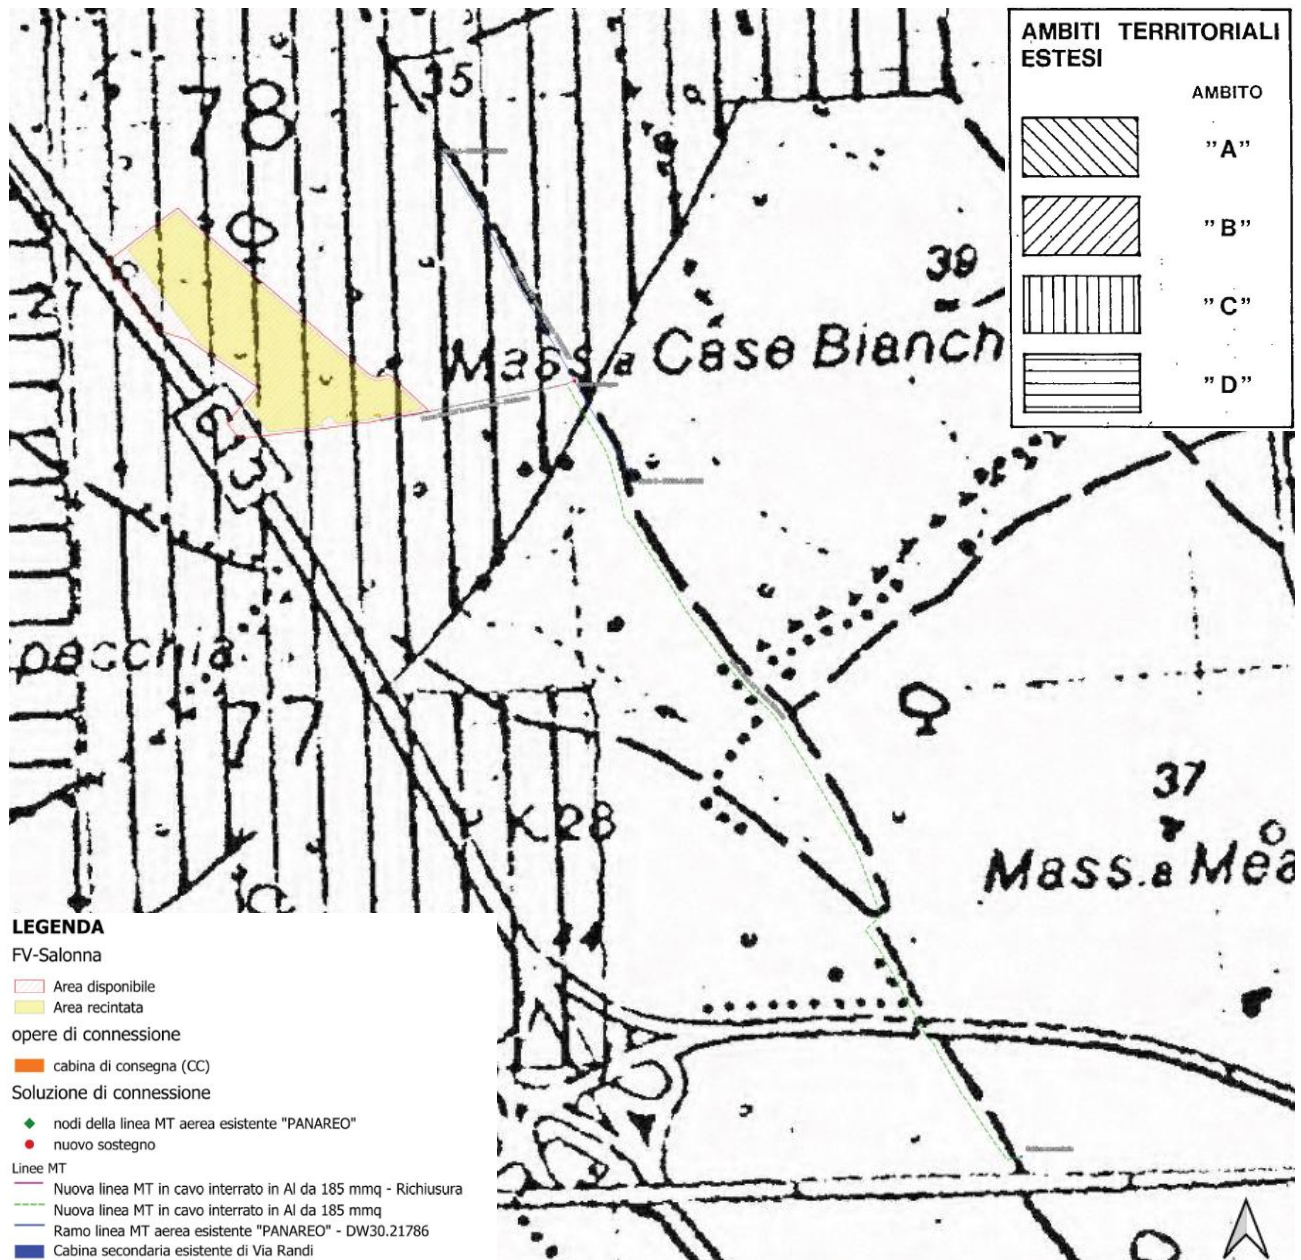 AMBITI TERRITORIALI
ESTESI
AMBITO
"A"
"B"
"C"
"D"
35
78
39
Mass.a Case Bianch
613
pacchia
77
K 28
37
Mass.a Mea
LEGENDA
FV-Salonna
Area disponibile
Area recintata
opere di connessione
cabina di consegna (CC)
Soluzione di connessione
nodi della linea MT aerea esistente "PANAREO"
nuovo sostegno
Linee MT
Nuova linea MT in cavo interrato in Al da 185 mmq - Richiusura
Nuova linea MT in cavo interrato in Al da 185 mmq
Ramo linea MT aerea esistente "PANAREO" - DW30.21786
Cabina secondaria esistente di Via Randi